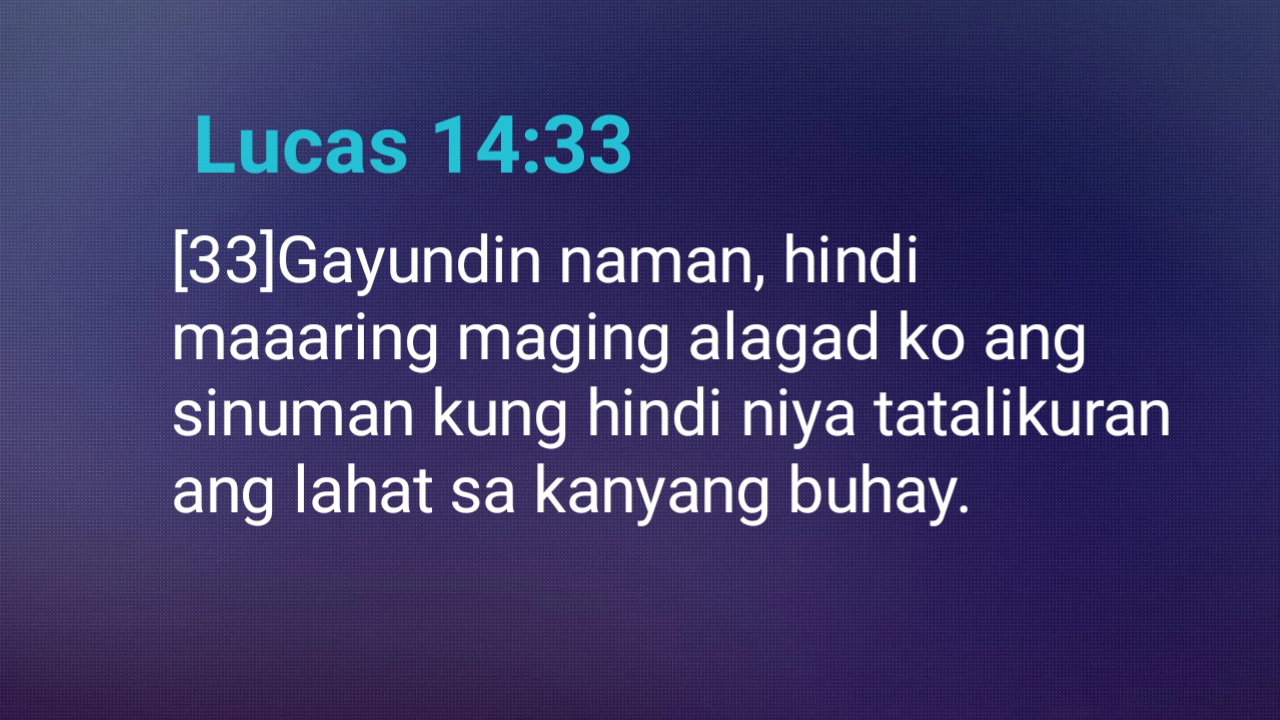 Lucas 14:33
[33]Gayundin naman, hindi
maaaring maging alagad ko ang
sinuman kung hindi niya tatalikuran
ang lahat sa kanyang buhay.